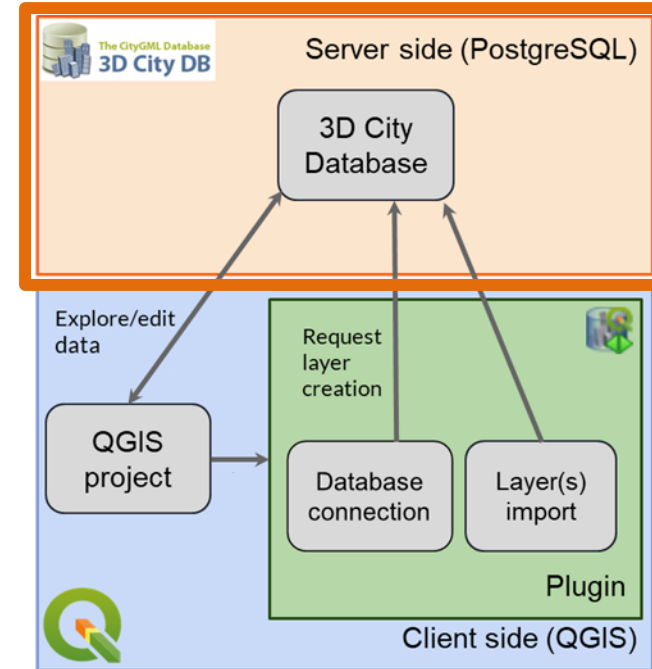 The CityGML Database
3D City DB
Server side (PostgreSQL)
3D City
Database
Explore/edit
data
Request
layer
creation
QGIS
project
Database
connection
Layer(s)
import
Plugin
Client side (QGIS)